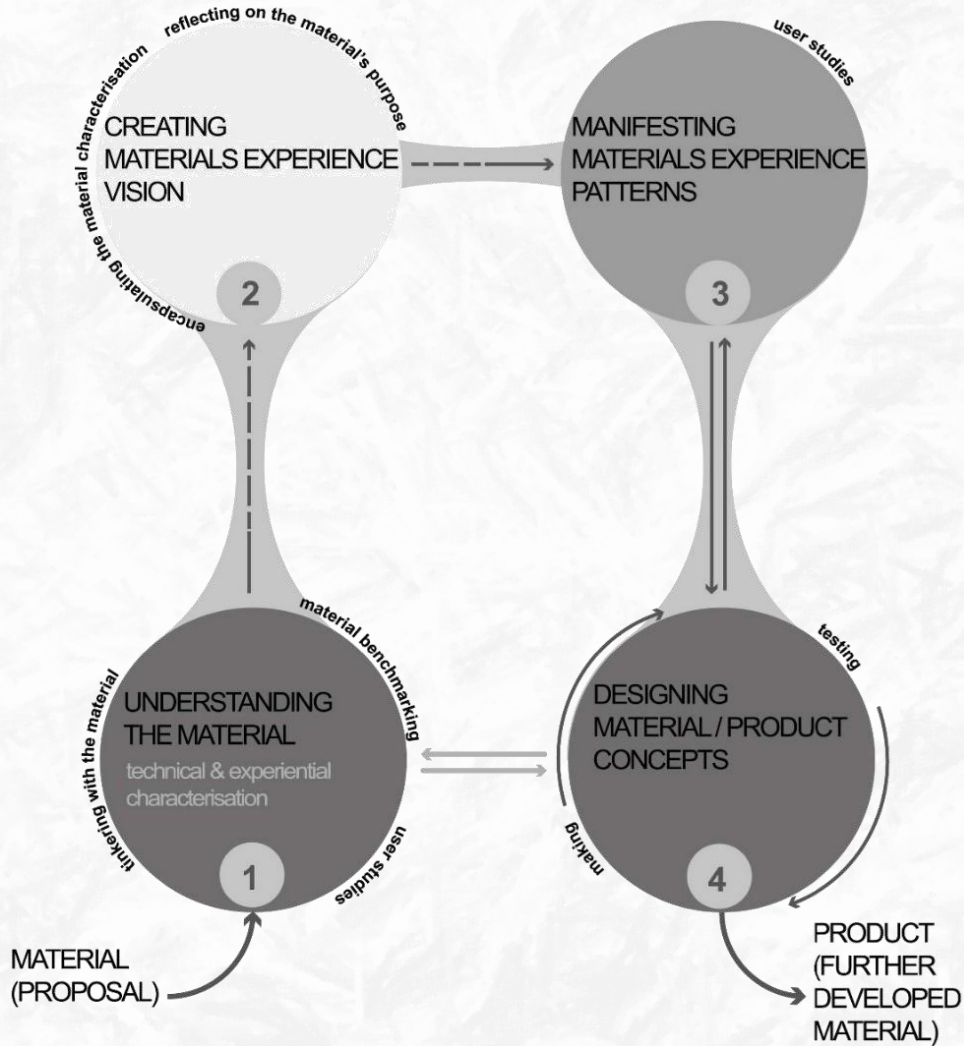 reflecting on the material's purpose
encapsulating the material characterisation
CREATING
MATERIALS EXPERIENCE
VISION
2
user studies
MANIFESTING
MATERIALS EXPERIENCE
PATTERNS
3
tinkering with the material
material benchmarking
user studies
UNDERSTANDING
THE MATERIAL
technical & experiential
characterisation
1
MATERIAL
(PROPOSAL)
testing
making
DESIGNING
MATERIAL / PRODUCT
CONCEPTS
4
PRODUCT
(FURTHER
DEVELOPED
MATERIAL)